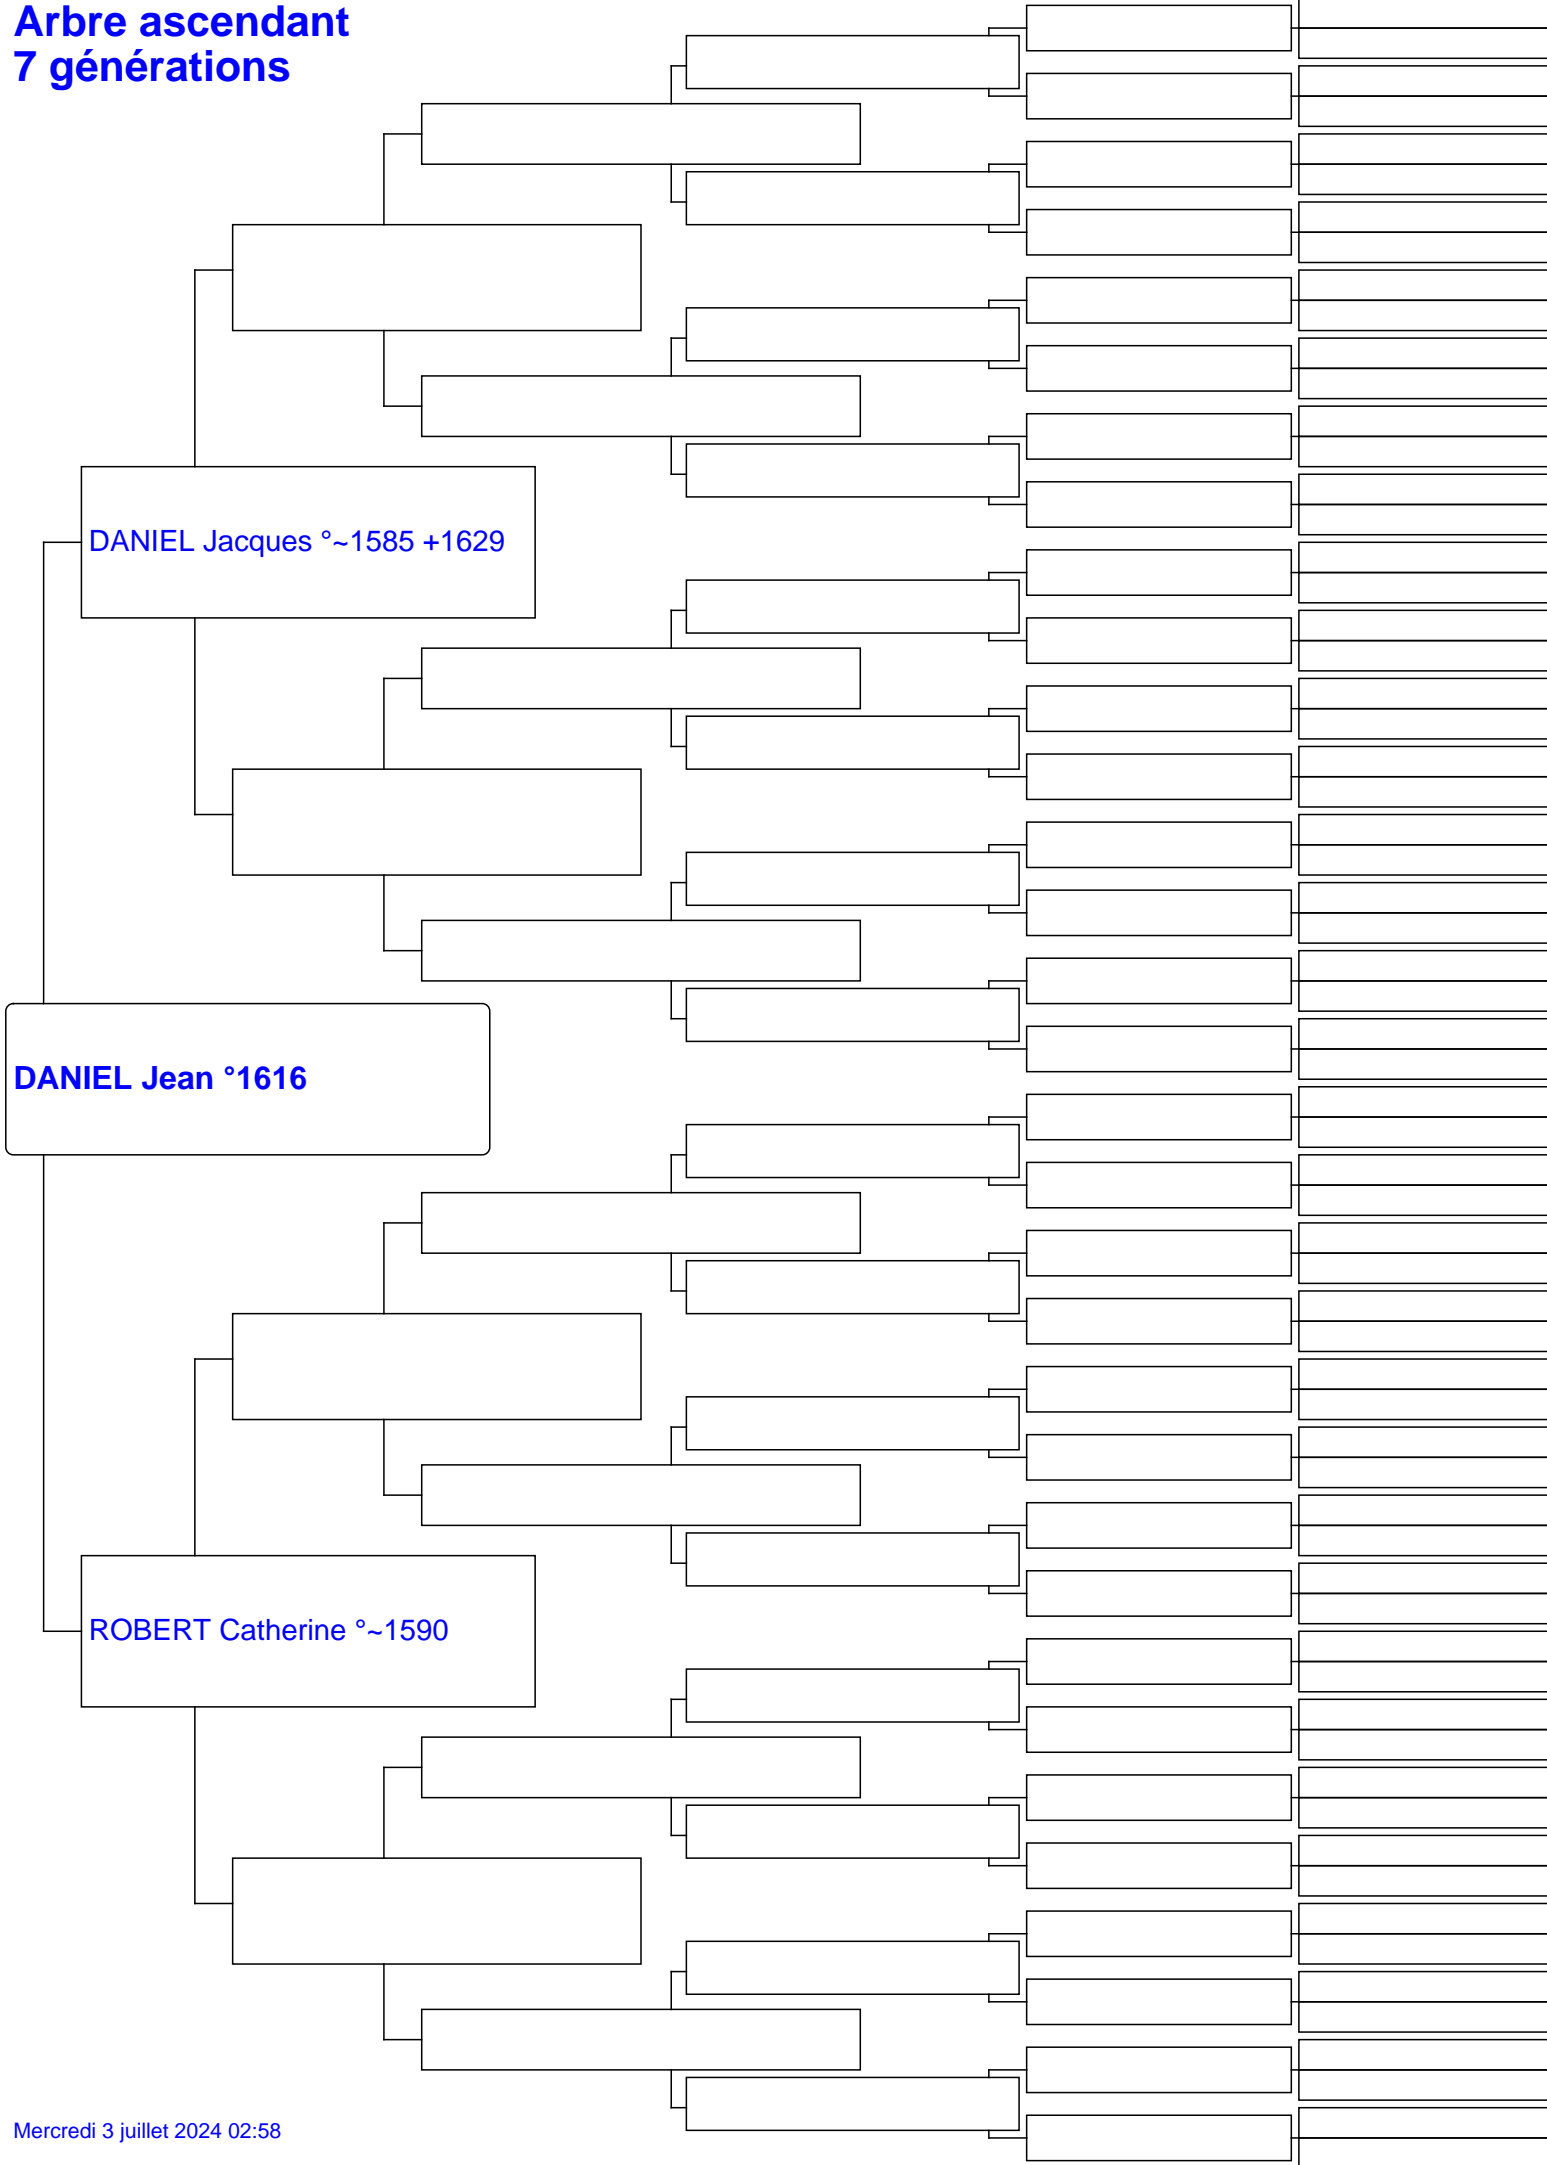 Arbre ascendant
7 générations
DANIEL Jacques °~1585 +1629
DANIEL Jean °1616
ROBERT Catherine °~1590
Mercredi 3 juillet 2024 02:58